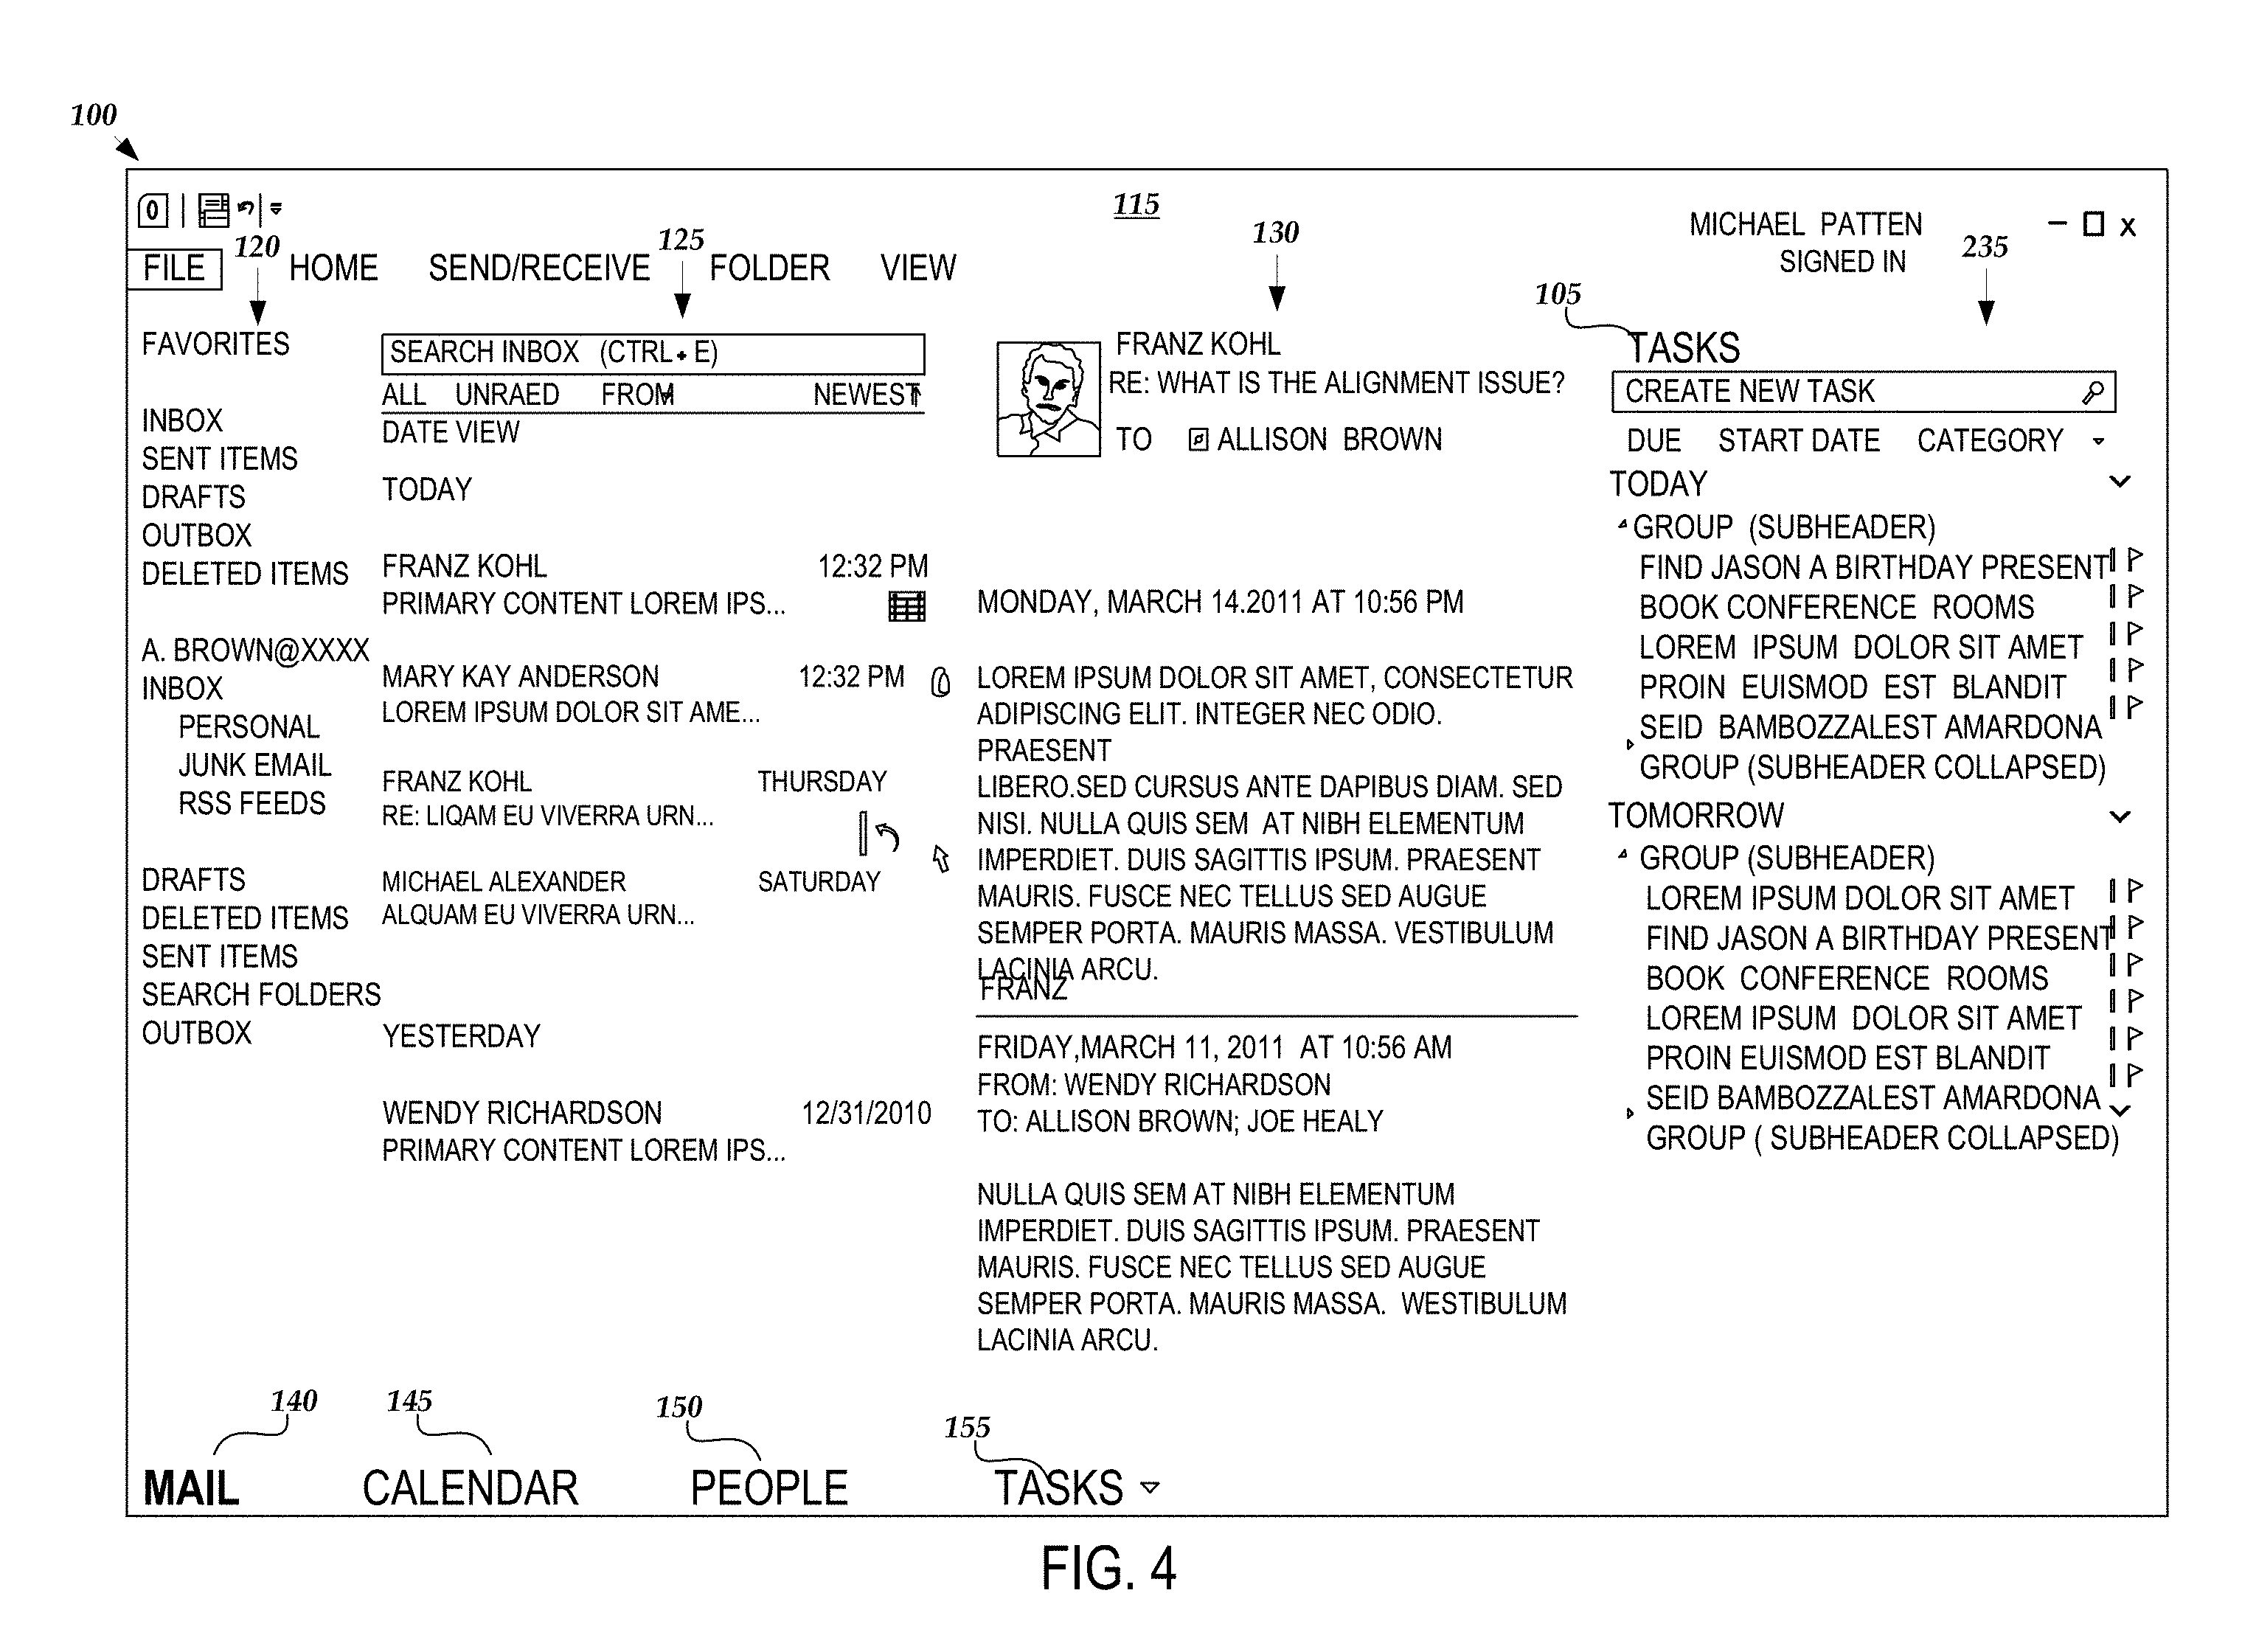 100
0
115
MICHAEL PATTEN
SIGNED IN
X
FILE
120
HOME
SEND/RECEIVE
125
FOLDER
VIEW
130
235
105
FAVORITES
INBOX
SENT ITEMS
DRAFTS
OUTBOX
DELETED ITEMS
A. BROWN@XXXX
INBOX
PERSONAL
JUNK EMAIL
RSS FEEDS
DRAFTS
DELETED ITEMS
SENT ITEMS
SEARCH FOLDERS
OUTBOX
SEARCH INBOX (CTRL+E)
ALL UNRAED FROM NEWEST
DATE VIEW
TODAY
FRANZ KOHL 12:32 PM
PRIMARY CONTENT LOREM IPS...
MARY KAY ANDERSON 12:32 PM
LOREM IPSUM DOLOR SIT AME...
FRANZ KOHL THURSDAY
RE: LIQAM EU VIVERRA URN...
MICHAEL ALEXANDER SATURDAY
ALQUAM EU VIVERRA URN...
YESTERDAY
WENDY RICHARDSON 12/31/2010
PRIMARY CONTENT LOREM IPS...
FRANZ KOHL
RE: WHAT IS THE ALIGNMENT ISSUE?
TO ALLISON BROWN
MONDAY, MARCH 14.2011 AT 10:56 PM
LOREM IPSUM DOLOR SIT AMET, CONSECTETUR
ADIPISCING ELIT. INTEGER NEC ODIO.
PRAESENT
LIBERO.SED CURSUS ANTE DAPIBUS DIAM. SED
NISI. NULLA QUIS SEM AT NIBH ELEMENTUM
IMPERDIET. DUIS SAGITTIS IPSUM. PRAESENT
MAURIS. FUSCE NEC TELLUS SED AUGUE
SEMPER PORTA. MAURIS MASSA. VESTIBULUM
LACINIA ARCU.
FRANZ
FRIDAY,MARCH 11, 2011 AT 10:56 AM
FROM: WENDY RICHARDSON
TO: ALLISON BROWN; JOE HEALY
NULLA QUIS SEM AT NIBH ELEMENTUM
IMPERDIET. DUIS SAGITTIS IPSUM. PRAESENT
MAURIS. FUSCE NEC TELLUS SED AUGUE
SEMPER PORTA. MAURIS MASSA. WESTIBULUM
LACINIA ARCU.
TASKS
CREATE NEW TASK
DUE START DATE CATEGORY
TODAY
GROUP (SUBHEADER)
FIND JASON A BIRTHDAY PRESENT
BOOK CONFERENCE ROOMS
LOREM IPSUM DOLOR SIT AMET
PROIN EUISMOD EST BLANDIT
SEID BAMBOZZALEST AMARDONA
GROUP (SUBHEADER COLLAPSED)
TOMORROW
GROUP (SUBHEADER)
LOREM IPSUM DOLOR SIT AMET
FIND JASON A BIRTHDAY PRESENT
BOOK CONFERENCE ROOMS
LOREM IPSUM DOLOR SIT AMET
PROIN EUISMOD EST BLANDIT
SEID BAMBOZZALEST AMARDONA
GROUP ( SUBHEADER COLLAPSED)
140
145
150
155
MAIL
CALENDAR
PEOPLE
TASKS
FIG. 4